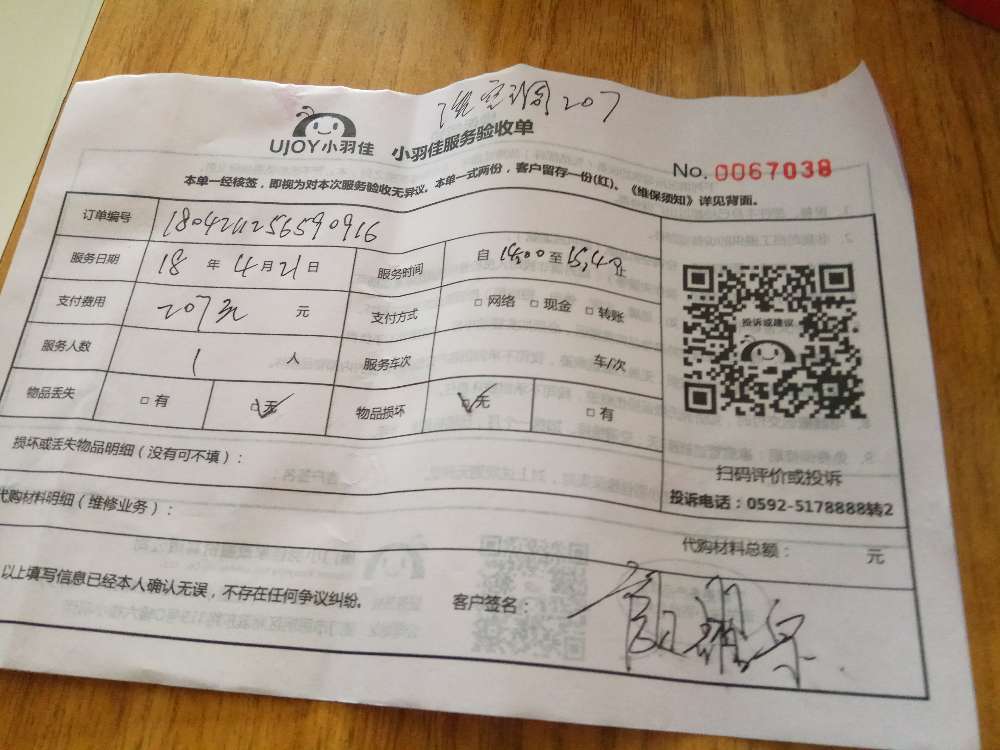 207
UJOY小羽佳 小羽佳服务验收单
No. 0067038
本单一经核签，即视为对本次服务验收无异议。本单一式两份，客户留存一份(红)。《维保须知》详见背面。
订单编号
服务日期 18 年 4 月 21 日 服务时间 自 14:00 至 15:40 止
支付费用 207元 元 支付方式 □ 网络 □ 现金 □ 转账
服务人数 1 人 服务车次 车/次
物品丢失 □ 有 □ 无 物品损坏 □ 无 □ 有
投诉或建议
扫码评价或投诉
投诉电话：0592-5178888转2
损坏或丢失物品明细（没有可不填）：
代购材料明细（维修业务）：
代购材料总额： 元
以上填写信息已经本人确认无误，不存在任何争议纠纷。 客户签名：